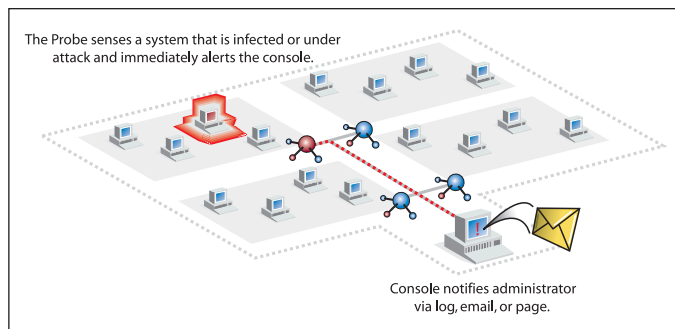 The Probe senses a system that is infected or under
attack and immediately alerts the console.
!
Console notifies administrator
via log, email, or page.